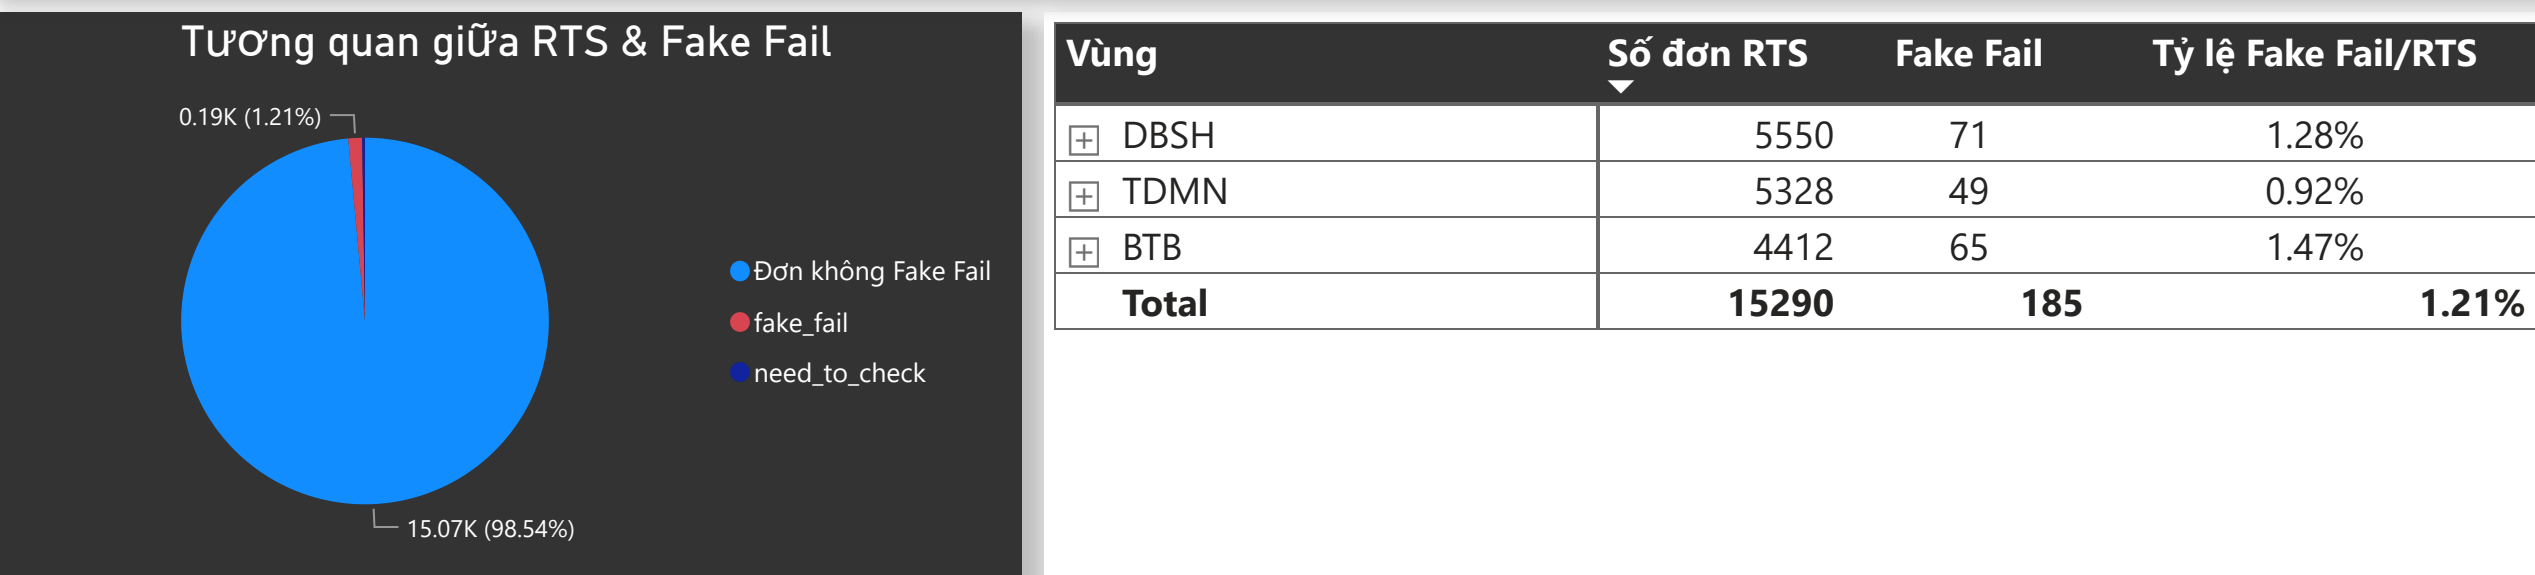 Tương quan giữa RTS & Fake Fail
0.19K (1.21%)
15.07K (98.54%)
Đơn không Fake Fail
fake_fail
need_to_check
Vùng Số đơn RTS Fake Fail Tỷ lệ Fake Fail/RTS
DBSH 5550 71 1.28%
TDMN 5328 49 0.92%
BTB 4412 65 1.47%
Total 15290 185 1.21%